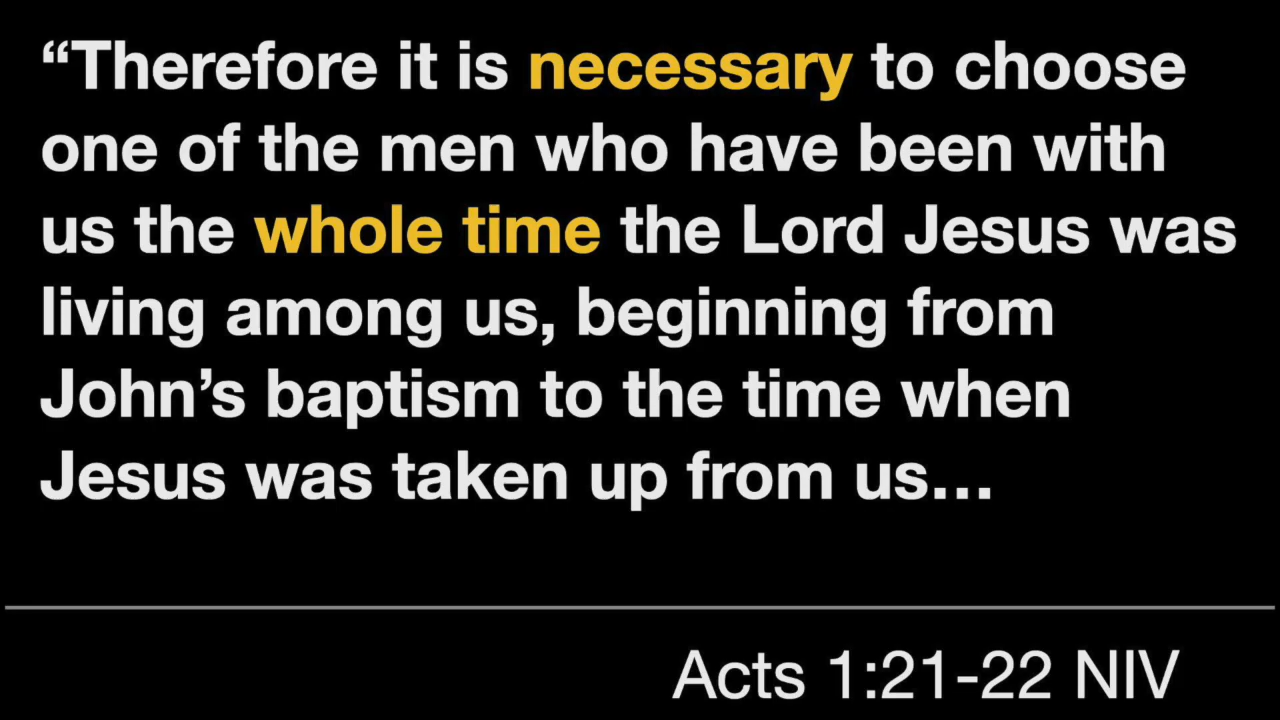 “Therefore it is necessary to choose
one of the men who have been with
us the whole time the Lord Jesus was
living among us, beginning from
John’s baptism to the time when
Jesus was taken up from us…
Acts 1:21-22 NIV